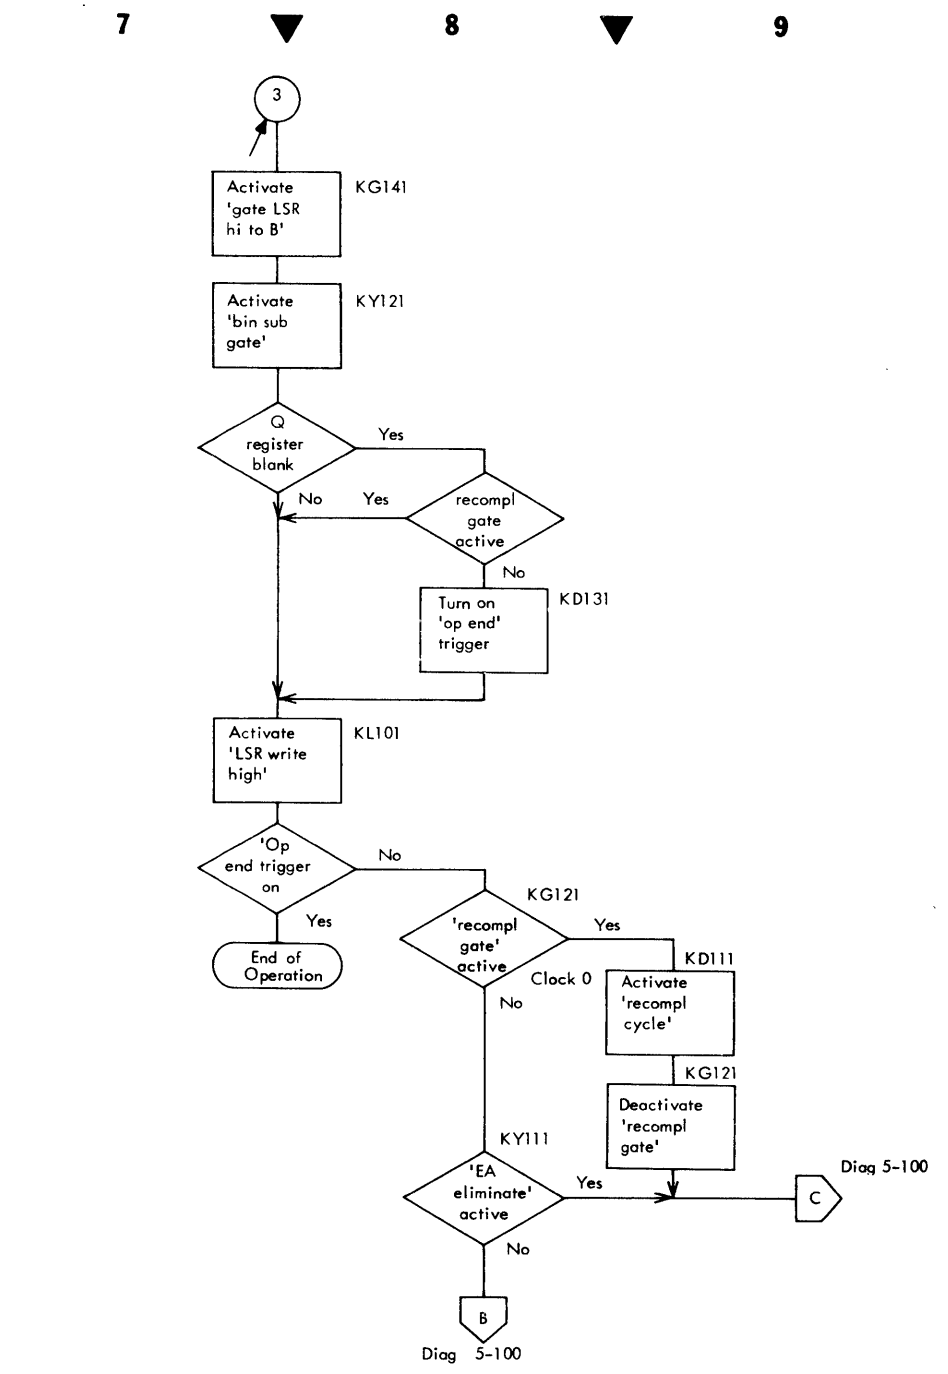 7
8
9
3
Activate
'gate LSR
hi to B'
KG141
Activate
'bin sub
gate'
KY121
Q
register
blank
Yes
No
Yes
recompl
gate
active
No
Turn on
'op end'
trigger
KD131
Activate
'LSR write
high'
KL101
'Op
end trigger
on
No
Yes
End of
Operation
KG121
'recompl
gate'
active
Yes
Clock 0
No
KD111
Activate
'recompl
cycle'
KG121
Deactivate
'recompl
gate'
KY111
'EA
eliminate'
active
Yes
No
Diag 5-100
C
B
Diag 5-100